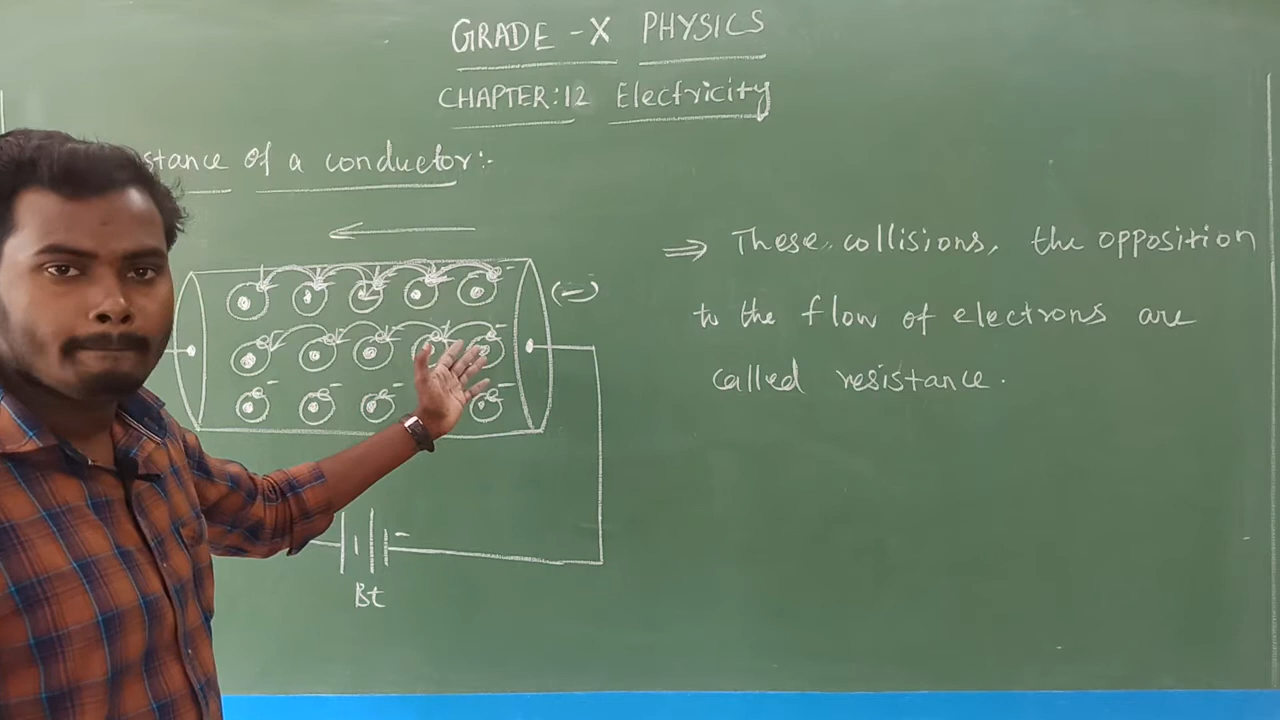 GRADE - X PHYSICS
CHAPTER:12 Electricity
stance of a conductor:-
(-)
⇒ These, collisions, the opposition
to the flow of electrons are
called resistance.
-
Bt